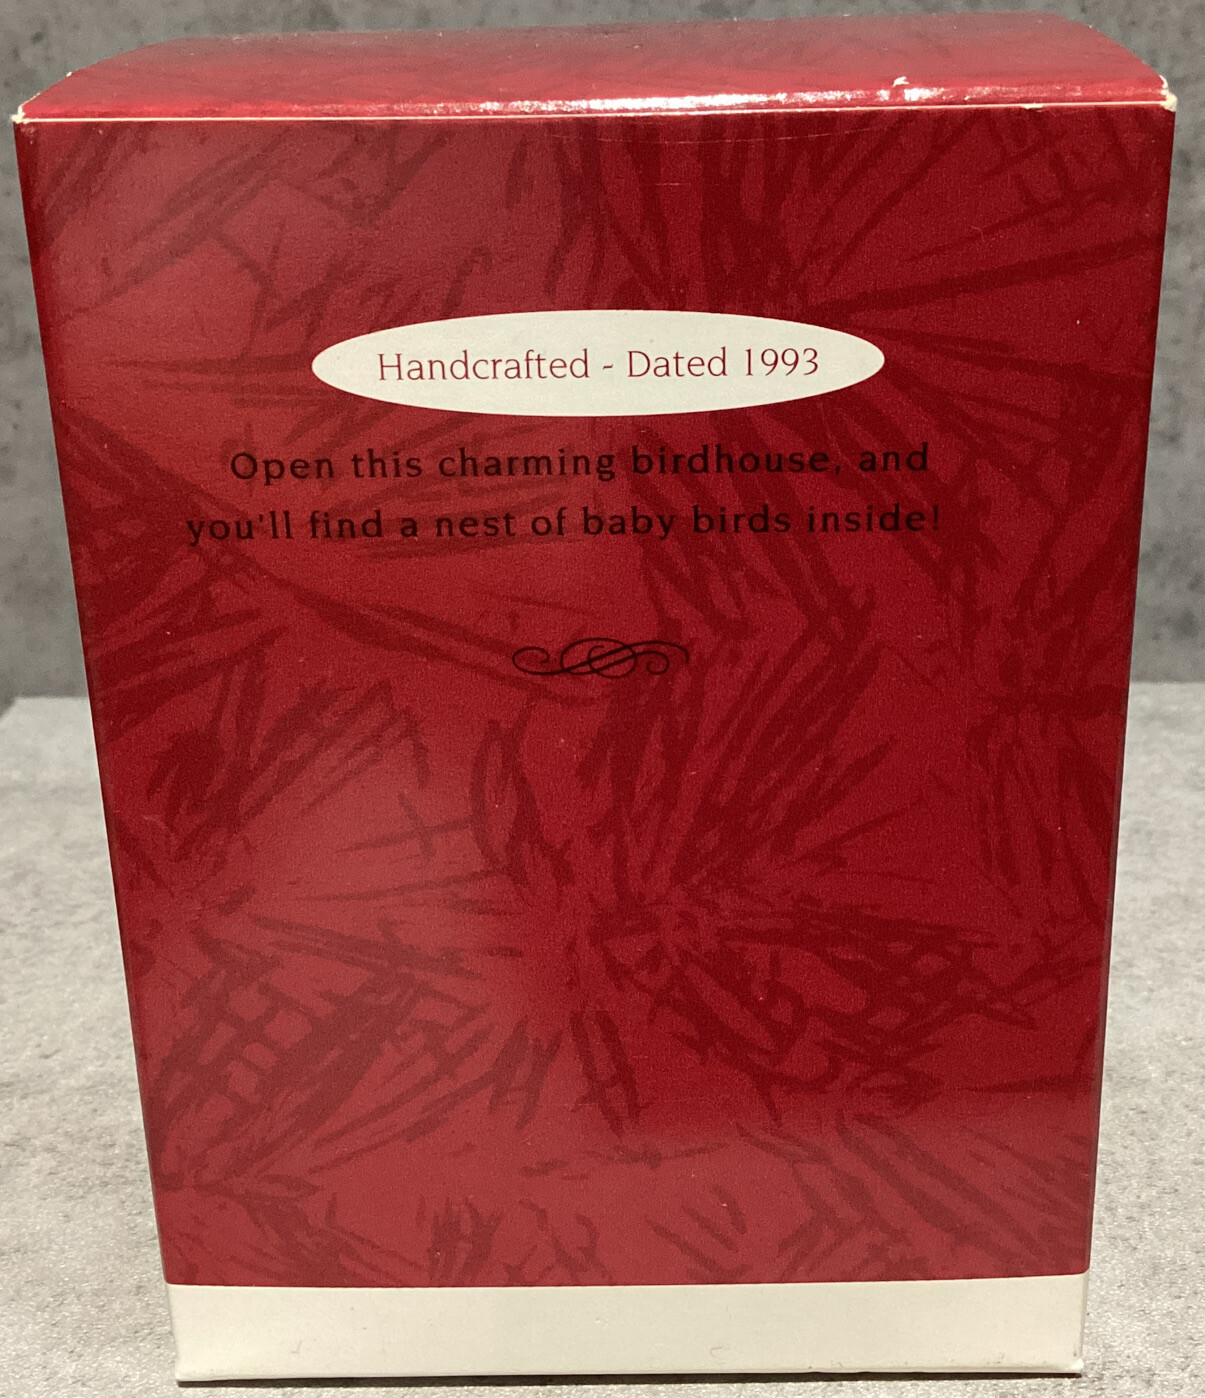 Handcrafted - Dated 1993
Open this charming birdhouse, and
you'll find a nest of baby birds inside!